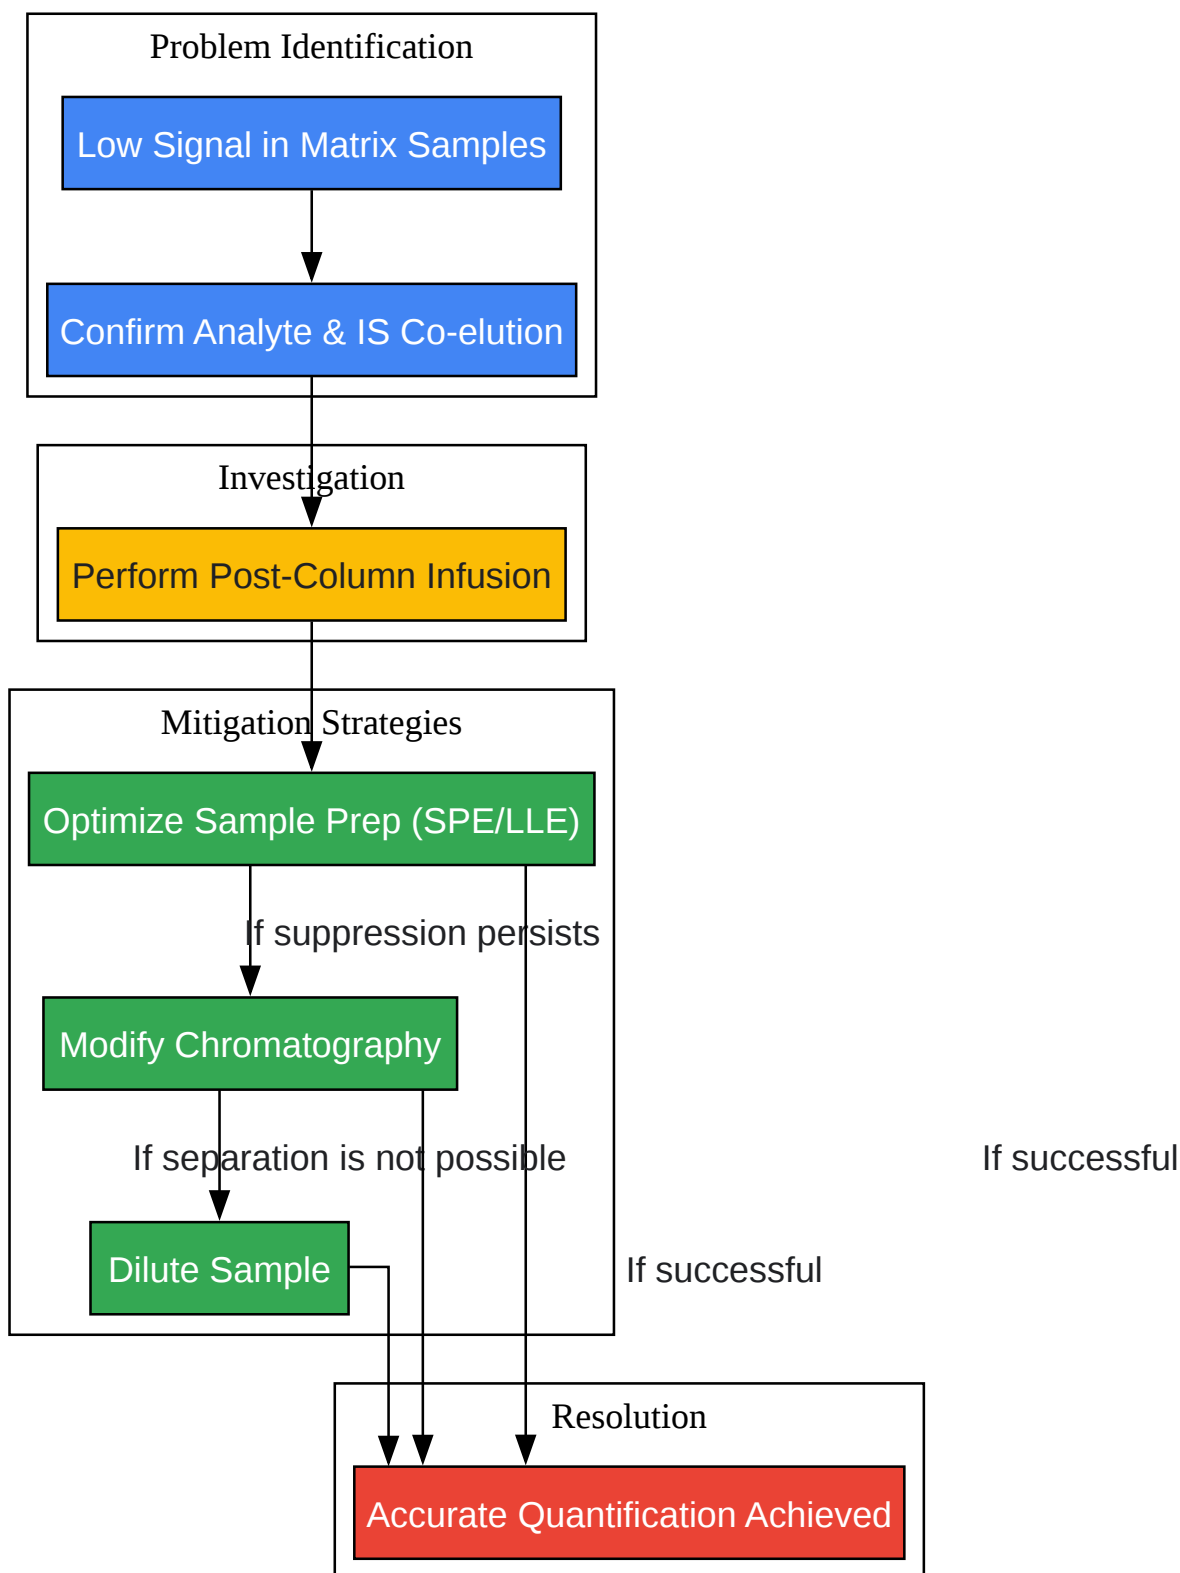 Problem Identification
Low Signal in Matrix Samples
Confirm Analyte & IS Co-elution
Investigation
Perform Post-Column Infusion
Mitigation Strategies
Optimize Sample Prep (SPE/LLE)
If suppression persists
Modify Chromatography
If separation is not possible
If successful
Dilute Sample
If successful
Resolution
Accurate Quantification Achieved